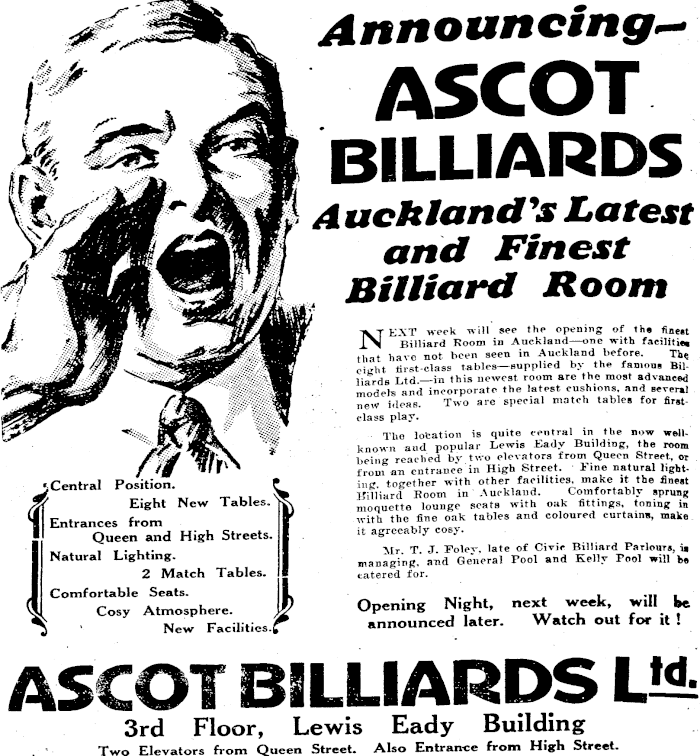 Announcing—
ASCOT
BILLIARDS
Auckland's Latest
and Finest
Billiard Room
NEXT week will see the opening of the finest
Billiard Room in Auckland—one with facilities
that have not been seen in Auckland before. The
eight first-class tables—supplied by the famous Bil-
liards Ltd.—in this newest room are the most advanced
models and incorporate the latest cushions, and several
new ideas. Two are special match tables for first-
class play.
The location is quite central in the now well-
known and popular Lewis Eady Building, the room
being reached by two elevators from Queen Street, or
from an entrance in High Street. Fine natural light-
ing, together with other facilities, make it the finest
Billiard Room in Auckland. Comfortably sprung
moquette lounge seats with oak fittings, toning in
with the fine oak tables and coloured curtains, make
it agreeably cosy.
Mr. T. J. Foley, late of Civic Billiard Parlours, is
managing, and General Pool and Kelly Pool will be
catered for.
Opening Night, next week, will be
announced later. Watch out for it !
Central Position.
Eight New Tables.
Entrances from
Queen and High Streets.
Natural Lighting.
2 Match Tables.
Comfortable Seats.
Cosy Atmosphere.
New Facilities.
ASCOT BILLIARDS Ltd.
3rd Floor, Lewis Eady Building
Two Elevators from Queen Street. Also Entrance from High Street.